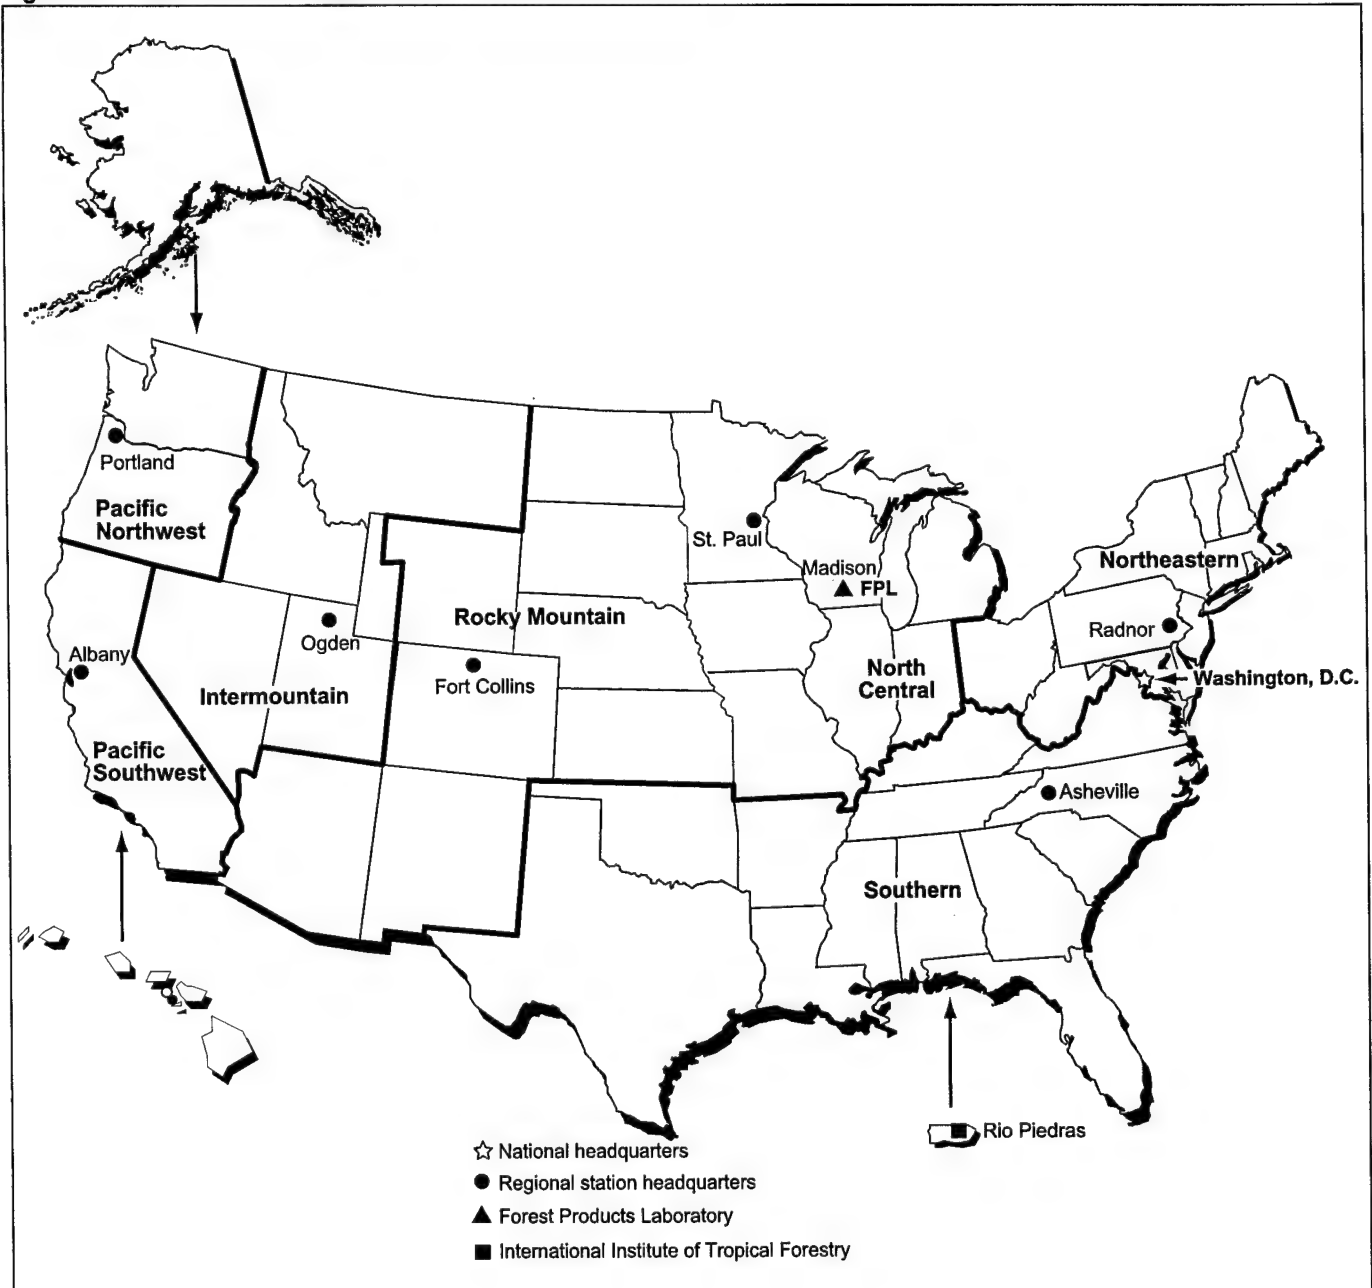 Portland
Pacific
Northwest
St. Paul
Madison
FPL
Northeastern
Rocky Mountain
Radnor
Ogden
Albany
Fort Collins
North
Central
Washington, D.C.
Intermountain
Pacific
Southwest
Asheville
Southern
Rio Piedras
National headquarters
Regional station headquarters
Forest Products Laboratory
International Institute of Tropical Forestry